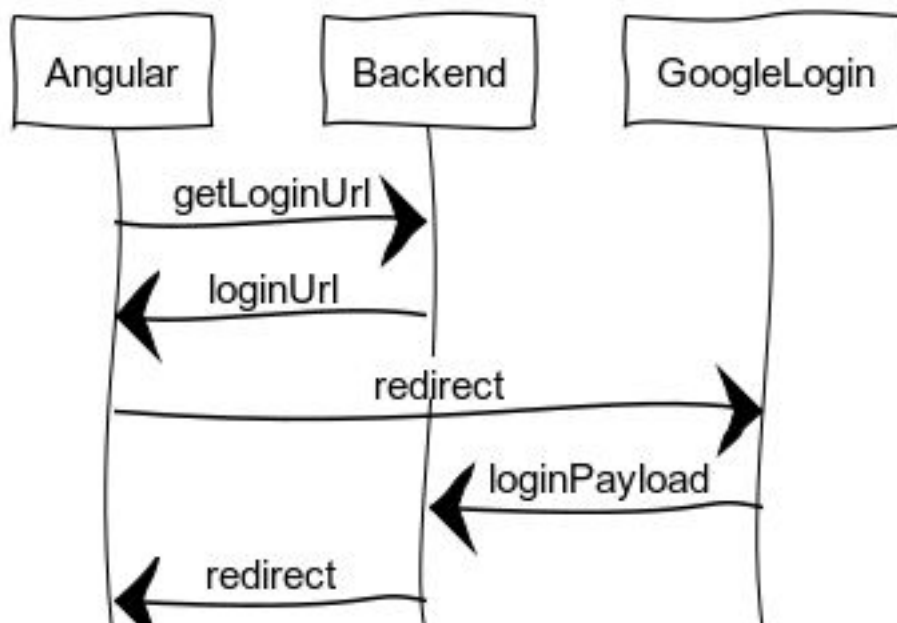 Angular
Backend
GoogleLogin
getLoginUrl
loginUrl
redirect
loginPayload
redirect